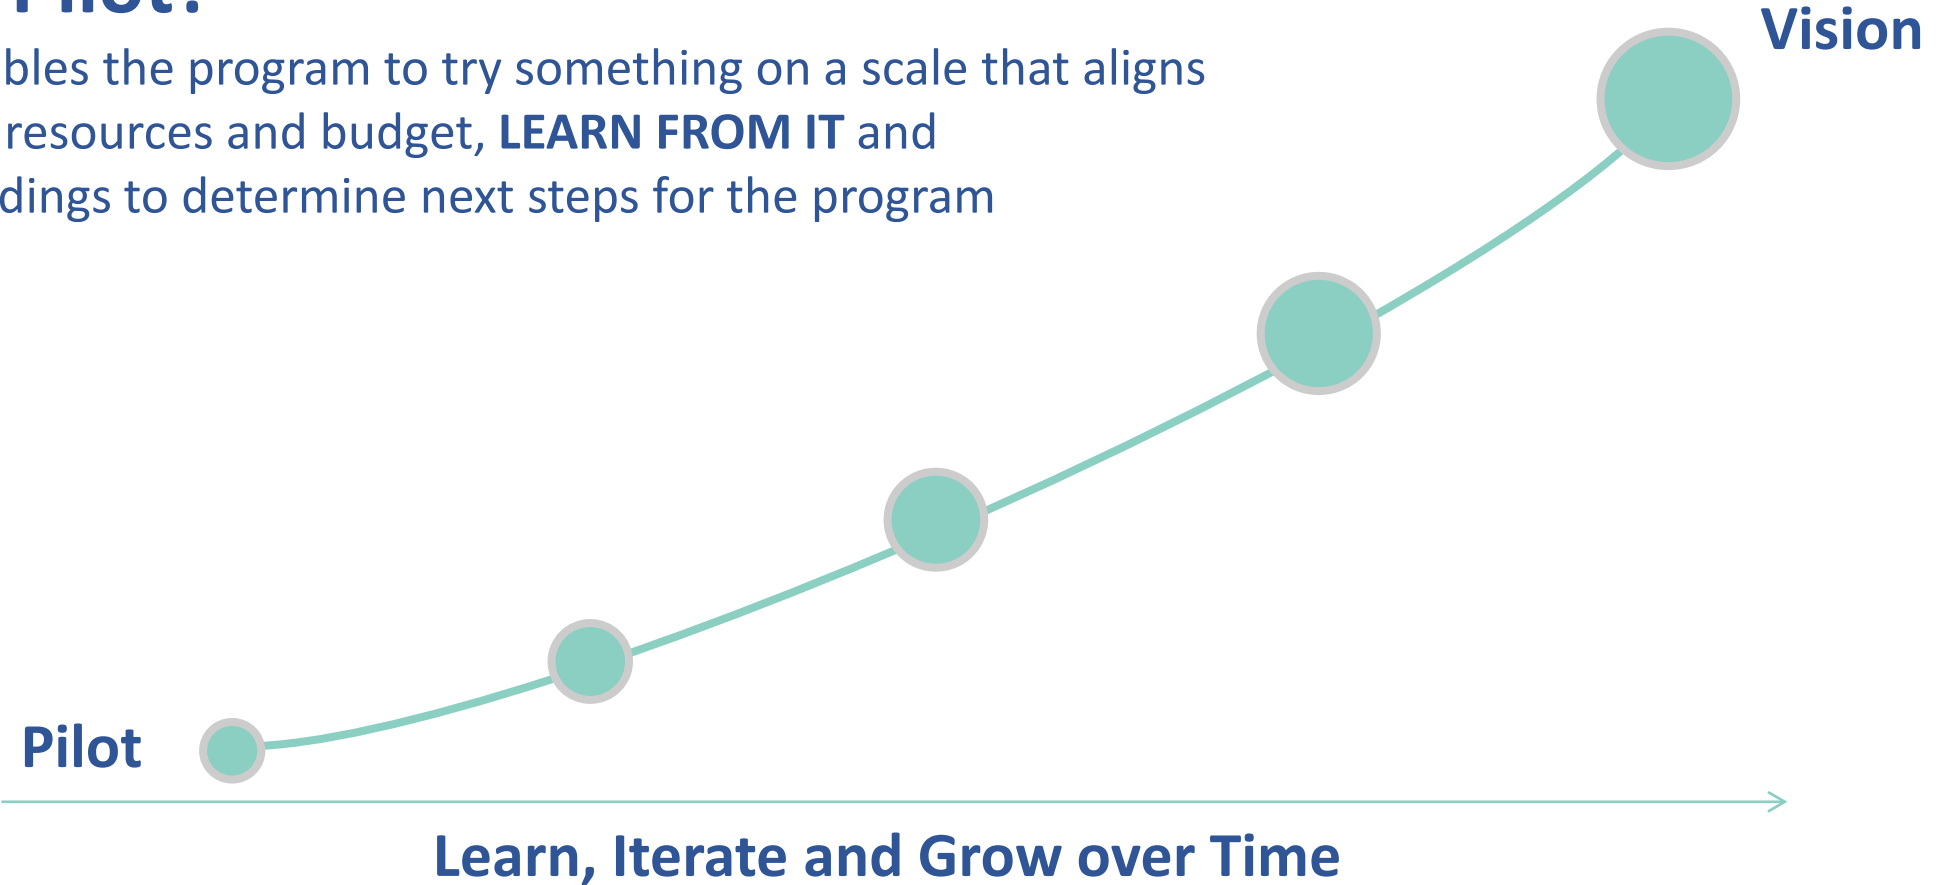 Pilot?
bles the program to try something on a scale that aligns
resources and budget, LEARN FROM IT and
dings to determine next steps for the program
Vision
Pilot
Learn, Iterate and Grow over Time